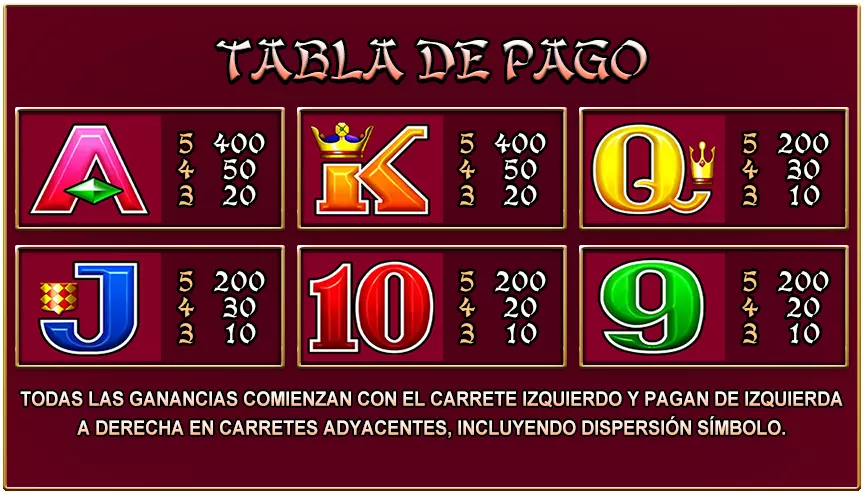 TABLA DE PAGO
A 5 400 K 5 400 Q 5 200
4 50 4 50 4 30
3 20 3 20 3 10
J 5 200 10 5 200 9 5 200
4 30 4 20 4 20
3 10 3 10 3 10
TODAS LAS GANANCIAS COMIENZAN CON EL CARRETE IZQUIERDO Y PAGAN DE IZQUIERDA
A DERECHA EN CARRETES ADYACENTES, INCLUYENDO DISPERSIÓN SÍMBOLO.